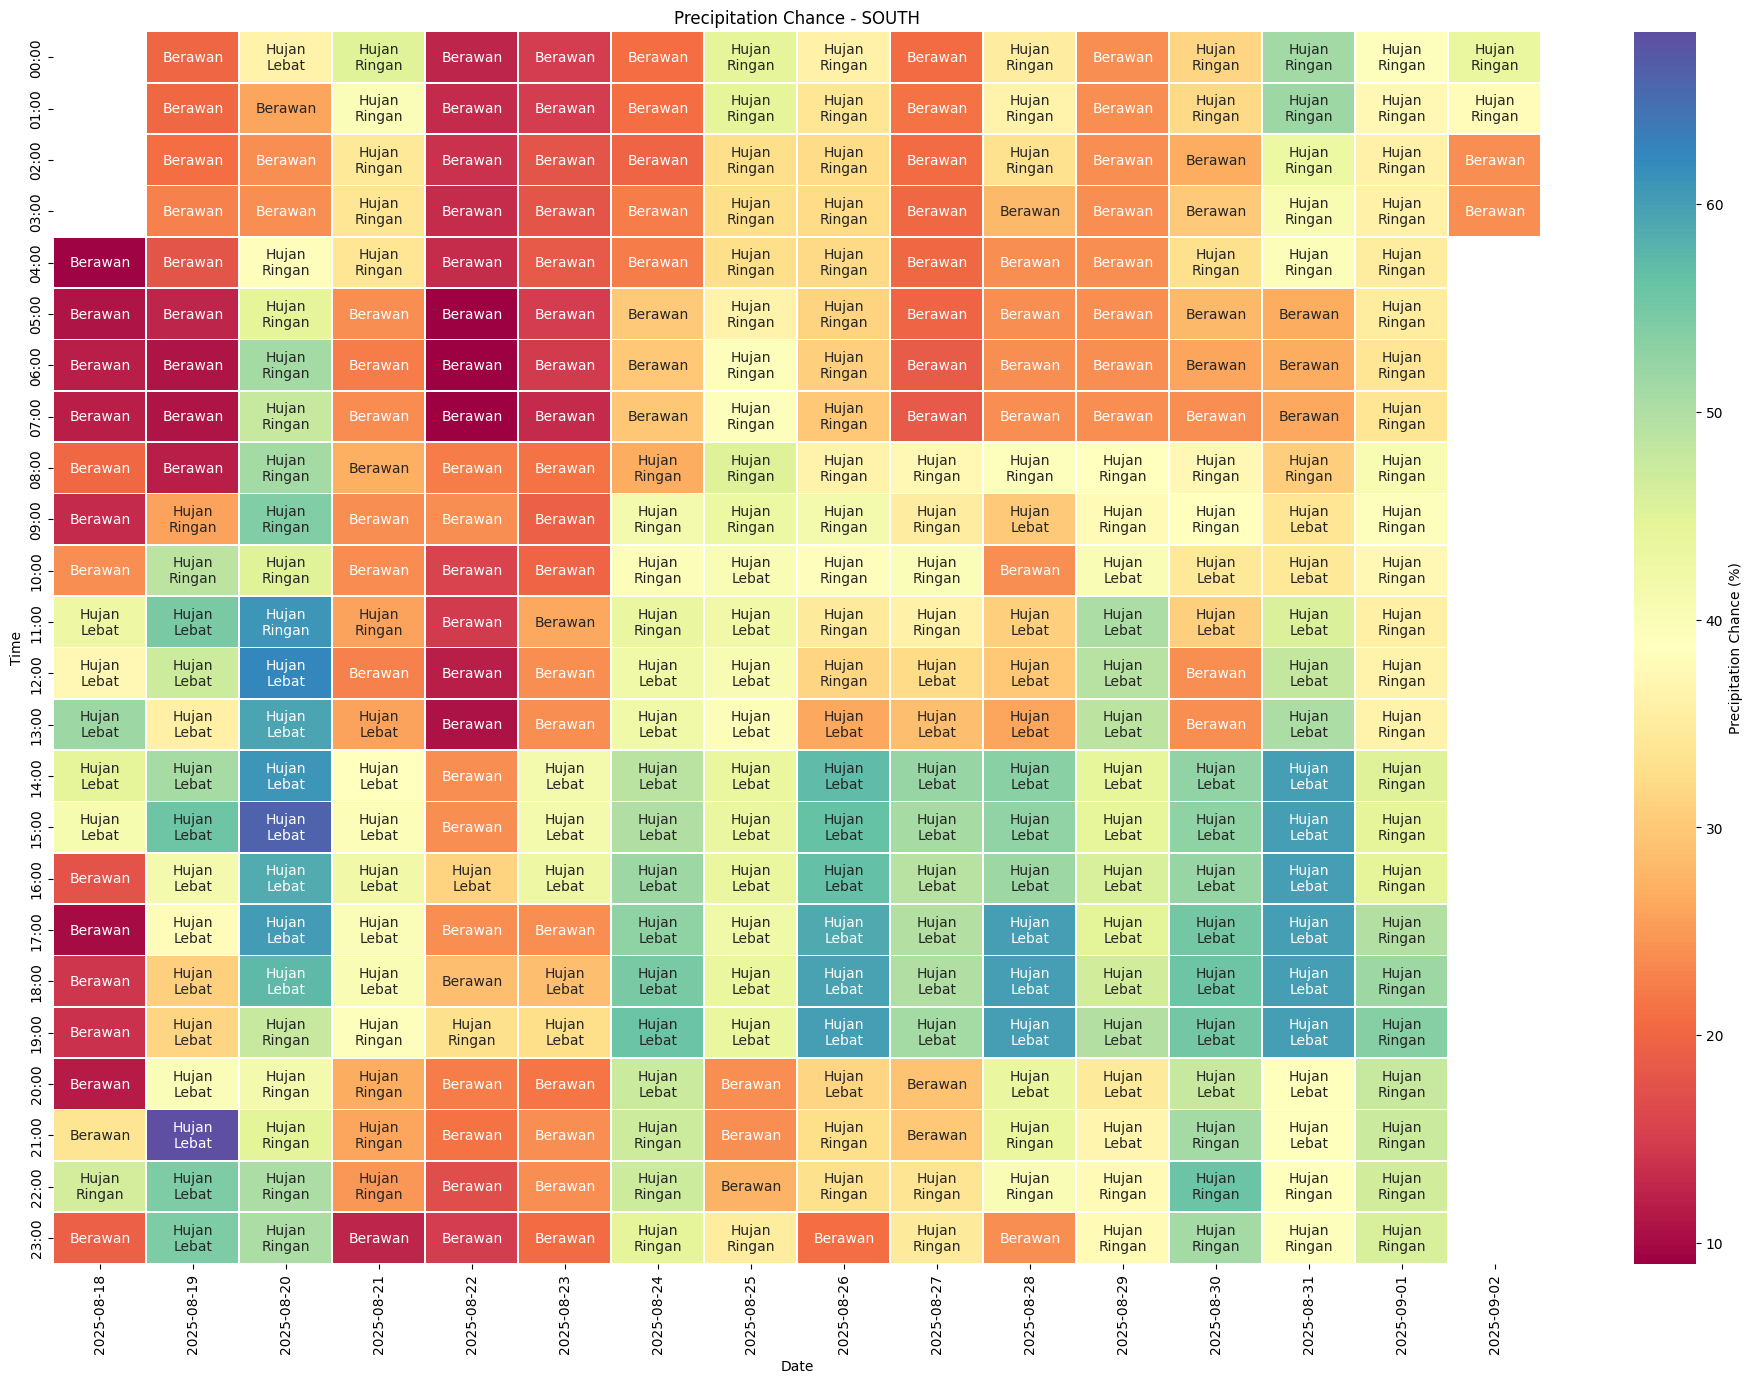 Precipitation Chance - SOUTH
00:00 Berawan Hujan Lebat Hujan Ringan Berawan Berawan Berawan Hujan Ringan Hujan Ringan Berawan Hujan Ringan Berawan Hujan Ringan Hujan Ringan Hujan Ringan Hujan Ringan
01:00 Berawan Berawan Hujan Ringan Berawan Berawan Berawan Hujan Ringan Hujan Ringan Berawan Hujan Ringan Berawan Hujan Ringan Hujan Ringan Hujan Ringan Hujan Ringan
02:00 Berawan Berawan Hujan Ringan Berawan Berawan Berawan Hujan Ringan Hujan Ringan Berawan Hujan Ringan Berawan Berawan Hujan Ringan Hujan Ringan Berawan
03:00 Berawan Berawan Hujan Ringan Berawan Berawan Berawan Hujan Ringan Hujan Ringan Berawan Berawan Berawan Berawan Hujan Ringan Hujan Ringan Berawan
04:00 Berawan Berawan Hujan Ringan Hujan Ringan Berawan Berawan Berawan Hujan Ringan Hujan Ringan Berawan Berawan Berawan Hujan Ringan Hujan Ringan Hujan Ringan
05:00 Berawan Berawan Hujan Ringan Berawan Berawan Berawan Berawan Hujan Ringan Hujan Ringan Berawan Berawan Berawan Berawan Berawan Hujan Ringan
06:00 Berawan Berawan Hujan Ringan Berawan Berawan Berawan Berawan Hujan Ringan Hujan Ringan Berawan Berawan Berawan Berawan Berawan Hujan Ringan
07:00 Berawan Berawan Hujan Ringan Berawan Berawan Berawan Berawan Hujan Ringan Hujan Ringan Berawan Berawan Berawan Berawan Berawan Hujan Ringan
08:00 Berawan Berawan Hujan Ringan Berawan Berawan Berawan Hujan Ringan Hujan Ringan Hujan Ringan Hujan Ringan Hujan Ringan Hujan Ringan Hujan Ringan Hujan Ringan Hujan Ringan
09:00 Berawan Hujan Ringan Hujan Ringan Berawan Berawan Berawan Hujan Ringan Hujan Ringan Hujan Ringan Hujan Ringan Hujan Lebat Hujan Ringan Hujan Ringan Hujan Lebat Hujan Ringan
10:00 Berawan Hujan Ringan Hujan Ringan Berawan Berawan Berawan Hujan Ringan Hujan Lebat Hujan Ringan Hujan Ringan Berawan Hujan Lebat Hujan Lebat Hujan Lebat Hujan Ringan
11:00 Hujan Lebat Hujan Lebat Hujan Ringan Hujan Ringan Berawan Berawan Hujan Ringan Hujan Lebat Hujan Ringan Hujan Ringan Hujan Lebat Hujan Lebat Hujan Lebat Hujan Lebat Hujan Ringan
12:00 Hujan Lebat Hujan Lebat Hujan Lebat Berawan Berawan Berawan Hujan Lebat Hujan Lebat Hujan Ringan Hujan Lebat Hujan Lebat Hujan Lebat Berawan Hujan Lebat Hujan Ringan
13:00 Hujan Lebat Hujan Lebat Hujan Lebat Hujan Lebat Berawan Berawan Hujan Lebat Hujan Lebat Hujan Lebat Hujan Lebat Hujan Lebat Hujan Lebat Berawan Hujan Lebat Hujan Ringan
14:00 Hujan Lebat Hujan Lebat Hujan Lebat Hujan Lebat Berawan Hujan Lebat Hujan Lebat Hujan Lebat Hujan Lebat Hujan Lebat Hujan Lebat Hujan Lebat Hujan Lebat Hujan Lebat Hujan Ringan
15:00 Hujan Lebat Hujan Lebat Hujan Lebat Hujan Lebat Berawan Hujan Lebat Hujan Lebat Hujan Lebat Hujan Lebat Hujan Lebat Hujan Lebat Hujan Lebat Hujan Lebat Hujan Lebat Hujan Ringan
16:00 Berawan Hujan Lebat Hujan Lebat Hujan Lebat Hujan Lebat Hujan Lebat Hujan Lebat Hujan Lebat Hujan Lebat Hujan Lebat Hujan Lebat Hujan Lebat Hujan Lebat Hujan Lebat Hujan Ringan
17:00 Berawan Hujan Lebat Hujan Lebat Hujan Lebat Berawan Berawan Hujan Lebat Hujan Lebat Hujan Lebat Hujan Lebat Hujan Lebat Hujan Lebat Hujan Lebat Hujan Lebat Hujan Ringan
18:00 Berawan Hujan Lebat Hujan Lebat Hujan Lebat Berawan Hujan Lebat Hujan Lebat Hujan Lebat Hujan Lebat Hujan Lebat Hujan Lebat Hujan Lebat Hujan Lebat Hujan Lebat Hujan Ringan
19:00 Berawan Hujan Lebat Hujan Ringan Hujan Ringan Hujan Ringan Hujan Lebat Hujan Lebat Hujan Lebat Hujan Lebat Hujan Lebat Hujan Lebat Hujan Lebat Hujan Lebat Hujan Lebat Hujan Ringan
20:00 Berawan Hujan Lebat Hujan Ringan Hujan Ringan Berawan Berawan Hujan Lebat Berawan Hujan Lebat Berawan Hujan Lebat Hujan Lebat Hujan Lebat Hujan Lebat Hujan Ringan
21:00 Berawan Hujan Lebat Hujan Ringan Hujan Ringan Berawan Berawan Hujan Ringan Berawan Hujan Ringan Berawan Hujan Ringan Hujan Lebat Hujan Ringan Hujan Lebat Hujan Ringan
22:00 Hujan Ringan Hujan Lebat Hujan Ringan Hujan Ringan Berawan Berawan Hujan Ringan Berawan Hujan Ringan Hujan Ringan Hujan Ringan Hujan Ringan Hujan Ringan Hujan Ringan Hujan Ringan
23:00 Berawan Hujan Lebat Hujan Ringan Berawan Berawan Berawan Hujan Ringan Hujan Ringan Berawan Hujan Ringan Berawan Hujan Ringan Hujan Ringan Hujan Ringan Hujan Ringan
Time
2025-08-18 2025-08-19 2025-08-20 2025-08-21 2025-08-22 2025-08-23 2025-08-24 2025-08-25 2025-08-26 2025-08-27 2025-08-28 2025-08-29 2025-08-30 2025-08-31 2025-09-01 2025-09-02
Date
60
50
40
30
20
10
Precipitation Chance (%)